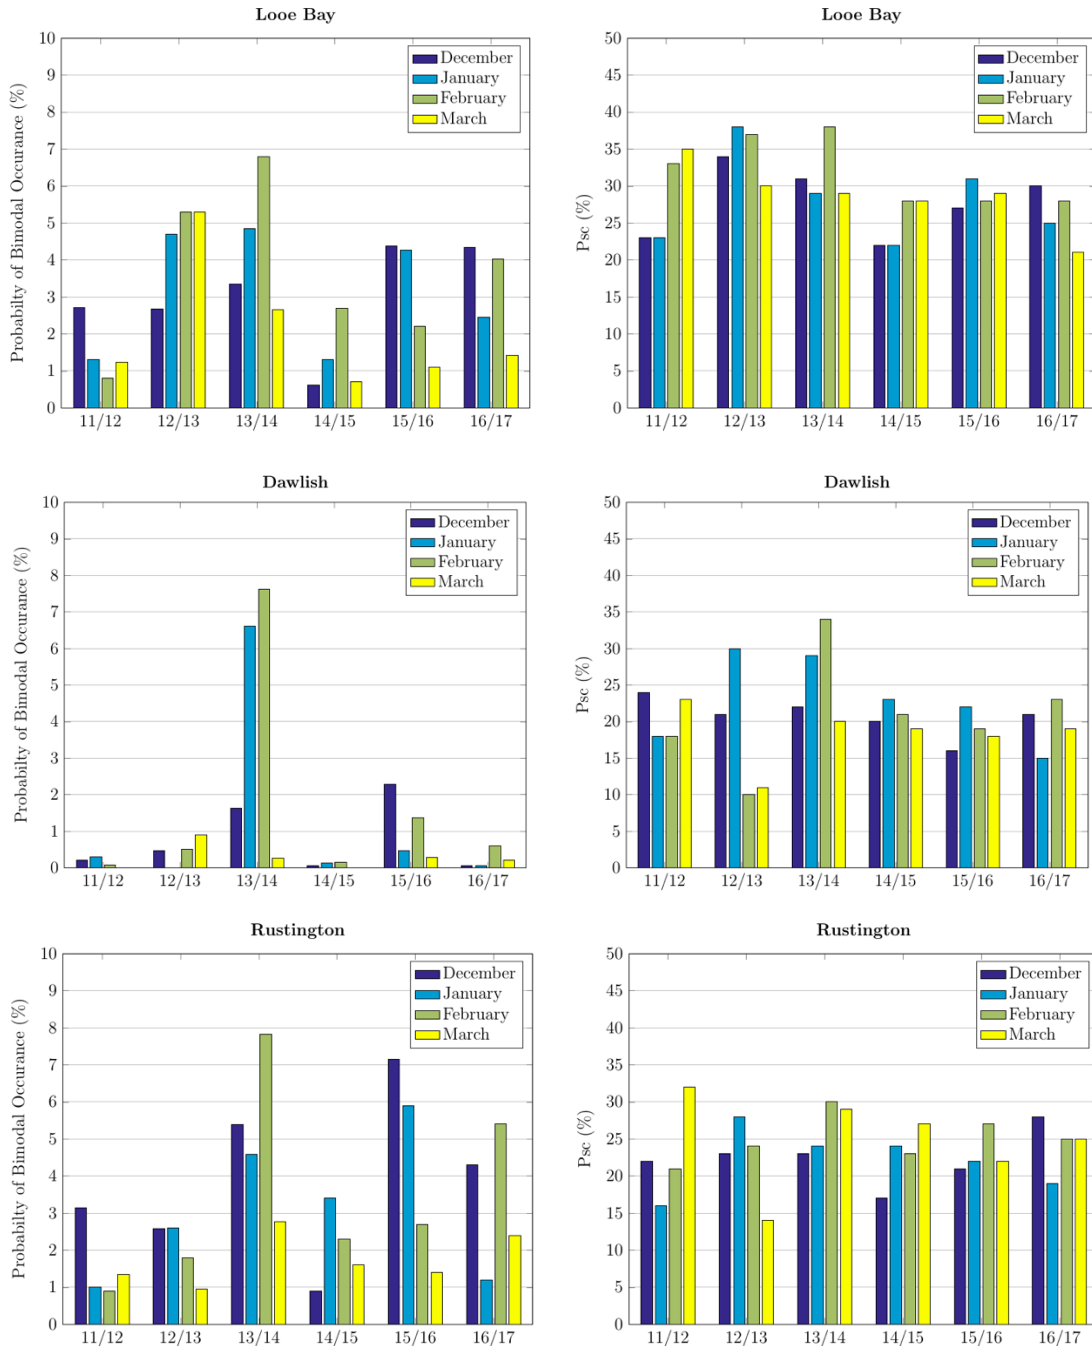 Looe Bay
Probabilty of Bimodal Occurance (%)
10
9
8
7
6
5
4
3
2
1
0
11/12 12/13 13/14 14/15 15/16 16/17
December
January
February
March
Looe Bay
Psc (%)
50
45
40
35
30
25
20
15
10
5
0
11/12 12/13 13/14 14/15 15/16 16/17
December
January
February
March
Dawlish
Probabilty of Bimodal Occurance (%)
10
9
8
7
6
5
4
3
2
1
0
11/12 12/13 13/14 14/15 15/16 16/17
December
January
February
March
Dawlish
Psc (%)
50
45
40
35
30
25
20
15
10
5
0
11/12 12/13 13/14 14/15 15/16 16/17
December
January
February
March
Rustington
Probabilty of Bimodal Occurance (%)
10
9
8
7
6
5
4
3
2
1
0
11/12 12/13 13/14 14/15 15/16 16/17
December
January
February
March
Rustington
Psc (%)
50
45
40
35
30
25
20
15
10
5
0
11/12 12/13 13/14 14/15 15/16 16/17
December
January
February
March